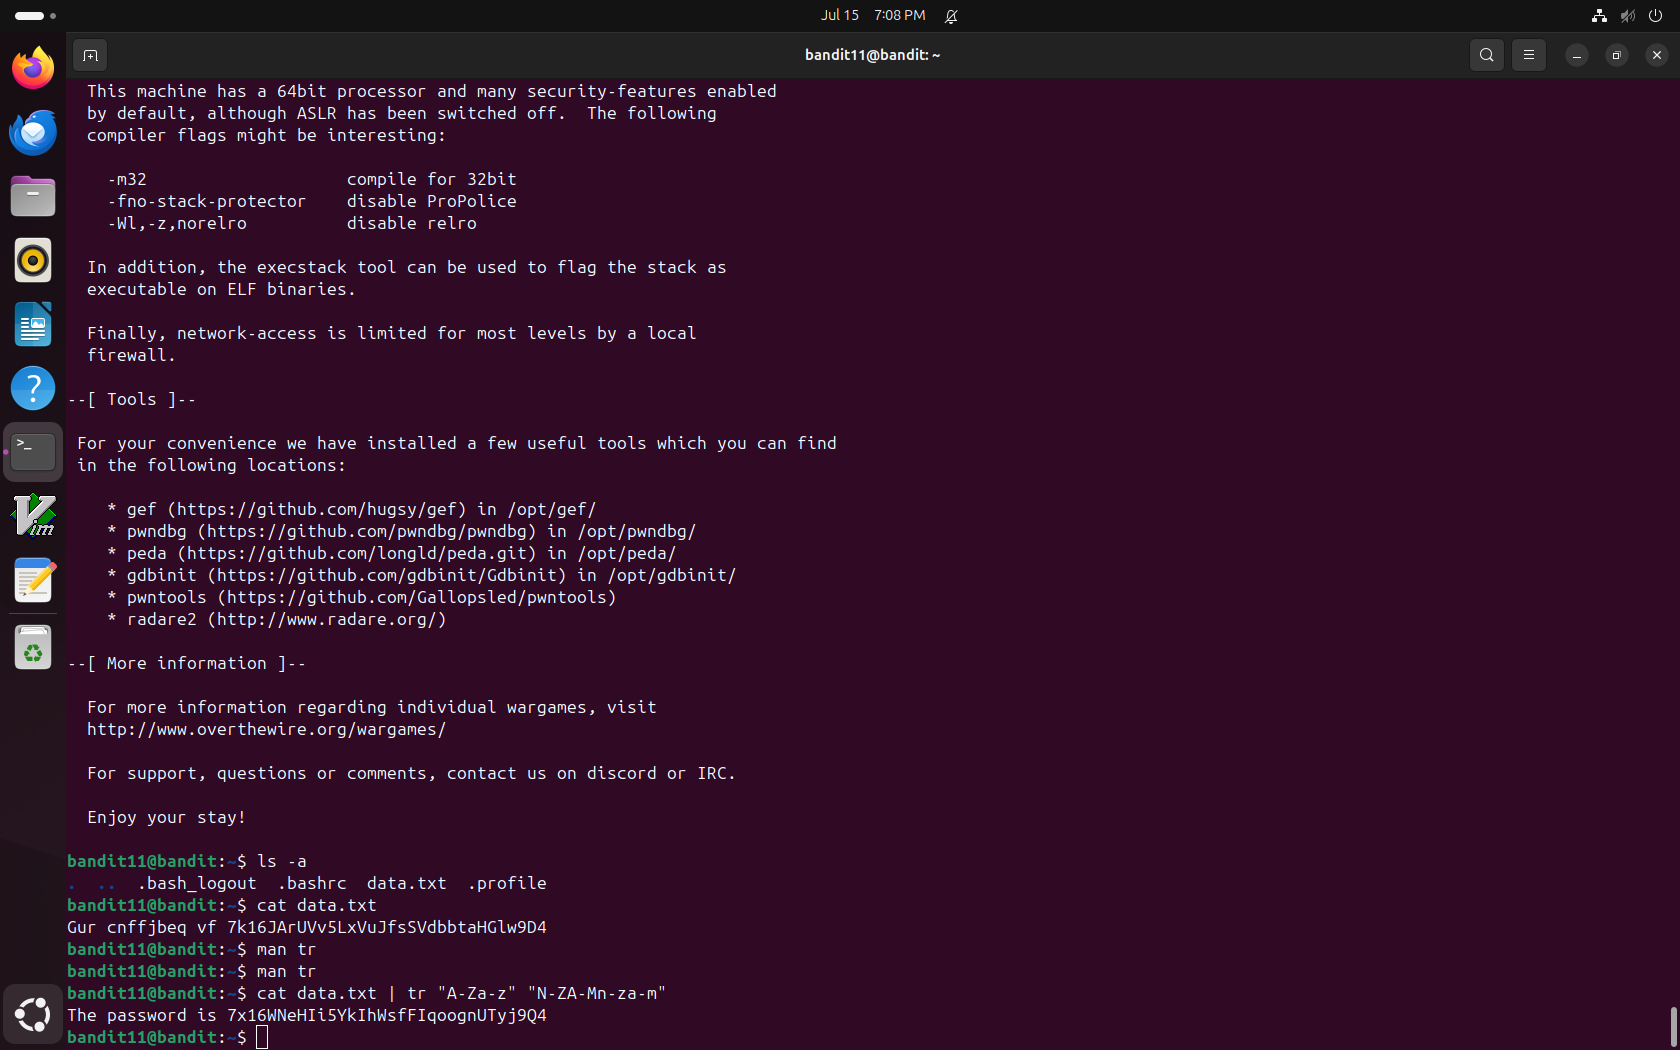 Jul 15 7:08 PM
bandit11@bandit: ~
This machine has a 64bit processor and many security-features enabled
by default, although ASLR has been switched off.  The following
compiler flags might be interesting:
-m32                    compile for 32bit
-fno-stack-protector    disable ProPolice
-Wl,-z,norelro          disable relro
In addition, the execstack tool can be used to flag the stack as
executable on ELF binaries.
Finally, network-access is limited for most levels by a local
firewall.
--[ Tools ]--
For your convenience we have installed a few useful tools which you can find
in the following locations:
* gef (https://github.com/hugsy/gef) in /opt/gef/
* pwndbg (https://github.com/pwndbg/pwndbg) in /opt/pwndbg/
* peda (https://github.com/longld/peda.git) in /opt/peda/
* gdbinit (https://github.com/gdbinit/Gdbinit) in /opt/gdbinit/
* pwntools (https://github.com/Gallopsled/pwntools)
* radare2 (http://www.radare.org/)
--[ More information ]--
For more information regarding individual wargames, visit
http://www.overthewire.org/wargames/
For support, questions or comments, contact us on discord or IRC.
Enjoy your stay!
bandit11@bandit:~$ ls -a
.  ..  .bash_logout  .bashrc  data.txt  .profile
bandit11@bandit:~$ cat data.txt
Gur cnffjbeq vf 7k16JArUVv5LxVuJfsSVdbbtaHGlw9D4
bandit11@bandit:~$ man tr
bandit11@bandit:~$ man tr
bandit11@bandit:~$ cat data.txt | tr "A-Za-z" "N-ZA-Mn-za-m"
The password is 7x16WNeHIi5YkIhWsfFIqoognUTyj9Q4
bandit11@bandit:~$